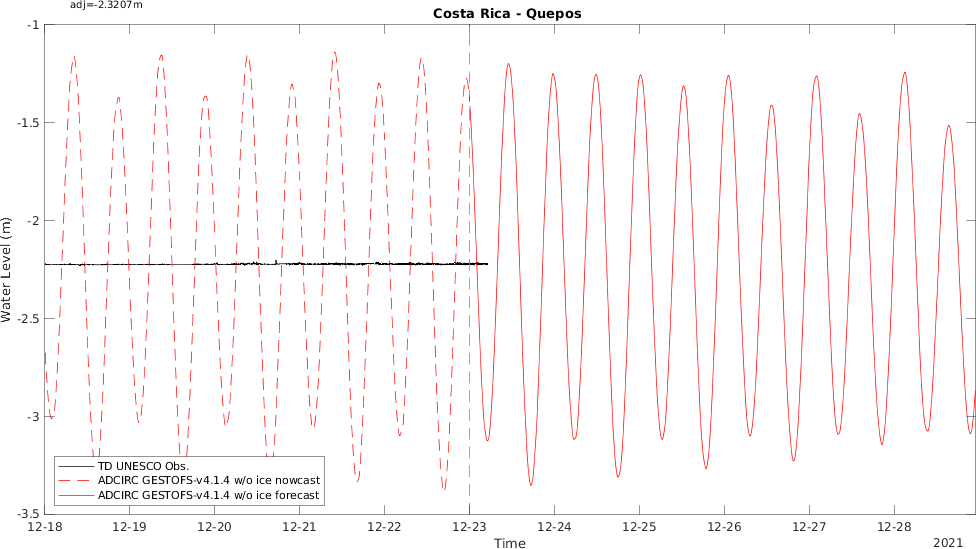 adj=-2.3207m
Costa Rica - Quepos
-1
-1.5
-2
-2.5
-3
-3.5
Water Level (m)
TD UNESCO Obs.
ADCIRC GESTOFS-v4.1.4 w/o ice nowcast
ADCIRC GESTOFS-v4.1.4 w/o ice forecast
12-18 12-19 12-20 12-21 12-22 12-23 12-24 12-25 12-26 12-27 12-28
Time
2021